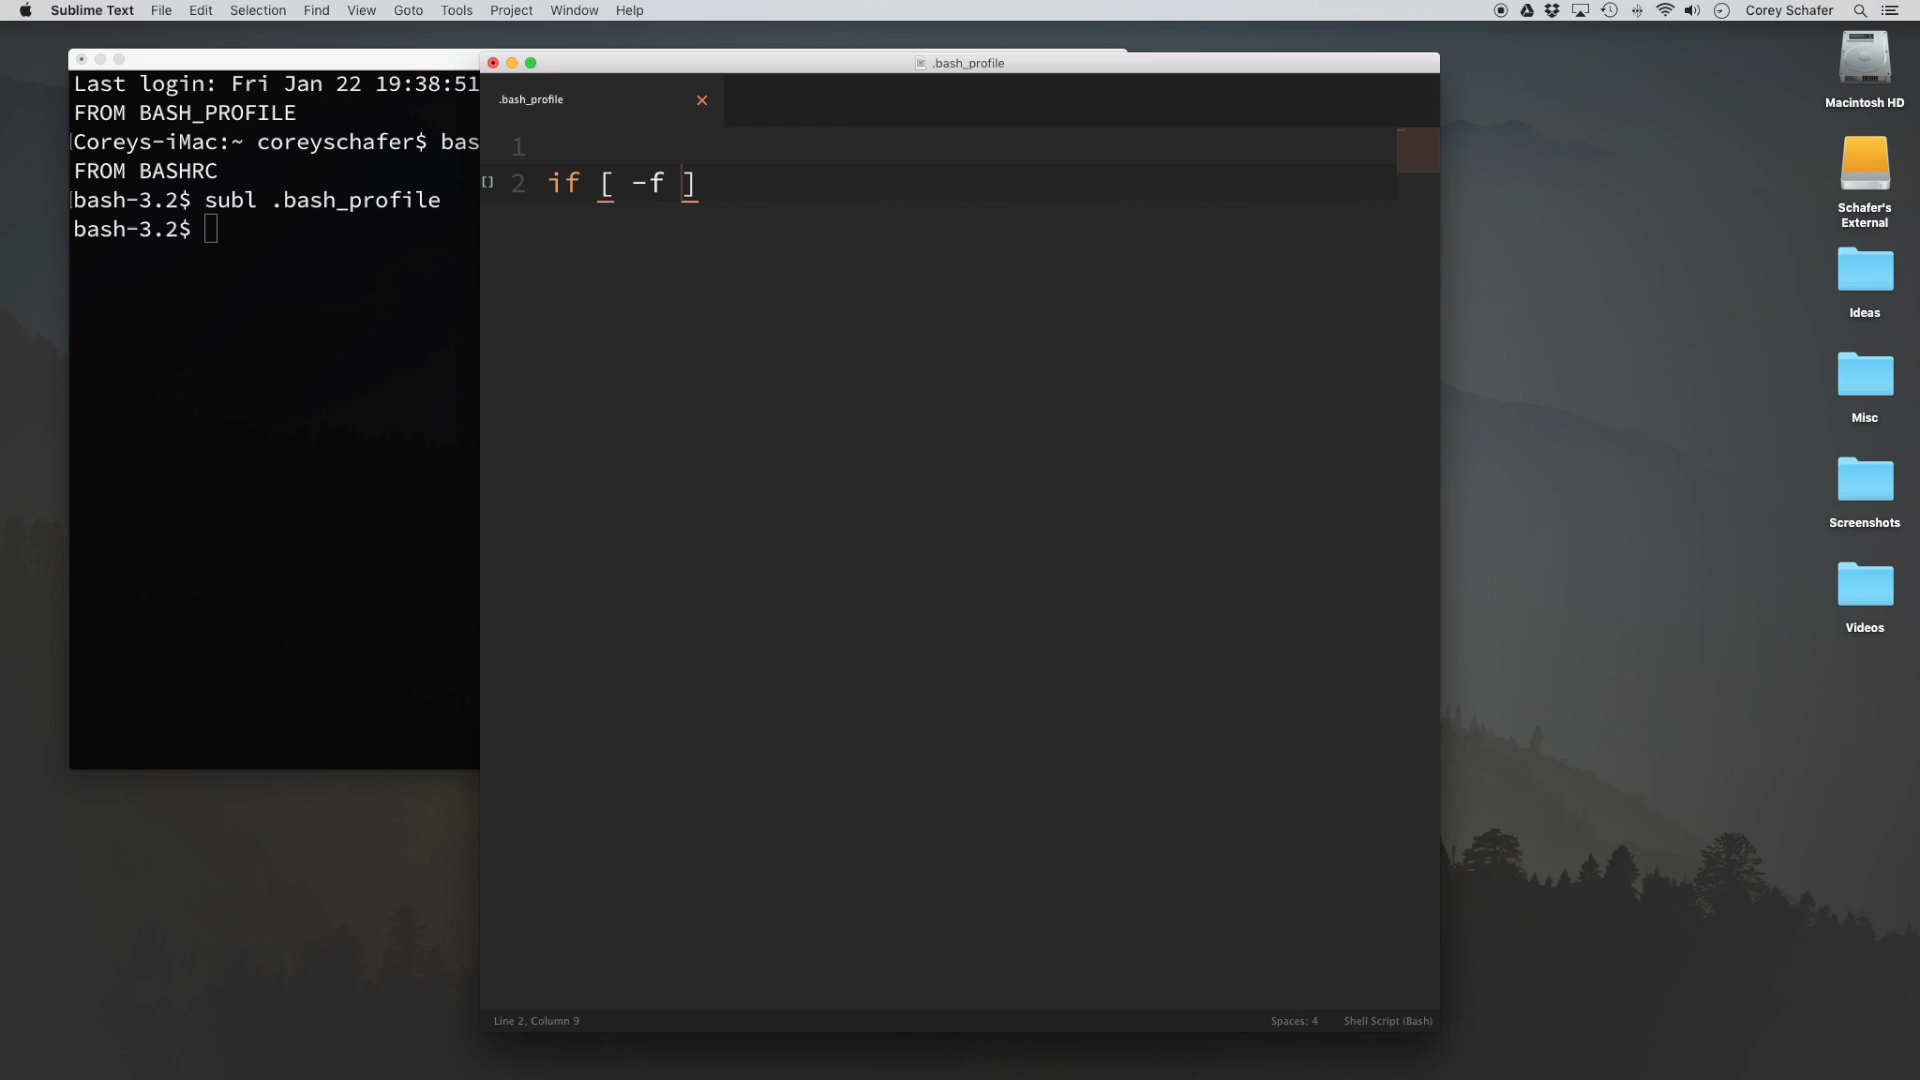 Sublime Text File Edit Selection Find View Goto Tools Project Window Help Corey Schafer
Last login: Fri Jan 22 19:38:51
FROM BASH_PROFILE
[Coreys-iMac:~ coreyschafer$ bas
FROM BASHRC
[bash-3.2$ subl .bash_profile
bash-3.2$
.bash_profile
.bash_profile
1
[] 2 if [ -f ]
Line 2, Column 9 Spaces: 4 Shell Script (Bash)
Macintosh HD
Schafer's
External
Ideas
Misc
Screenshots
Videos